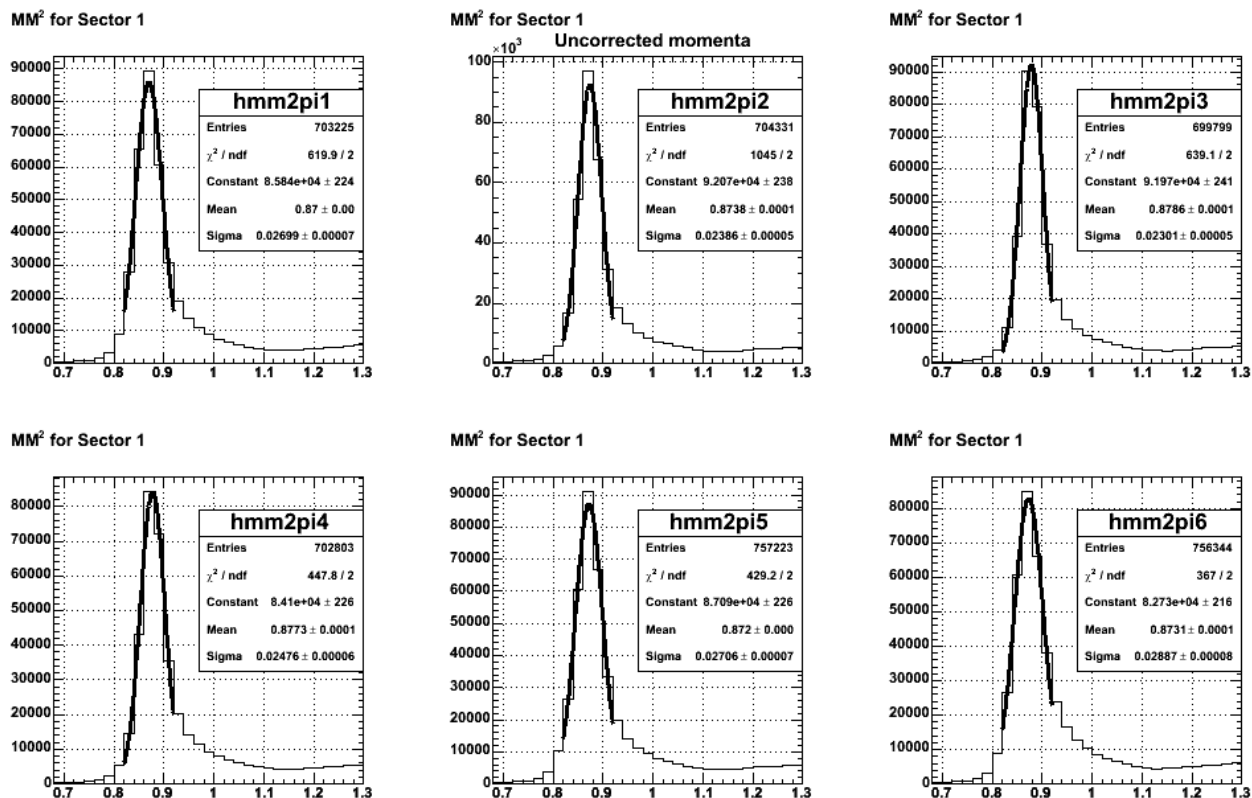 MM² for Sector 1
90000
80000
70000
60000
50000
40000
30000
20000
10000
0
0.7 0.8 0.9 1 1.1 1.2 1.3
hmm2pi1
Entries 703225
χ² / ndf 619.9 / 2
Constant 8.584e+04 ± 224
Mean 0.87 ± 0.00
Sigma 0.02699 ± 0.00007
MM² for Sector 1
Uncorrected momenta
×10³
100
80
60
40
20
0
0.7 0.8 0.9 1 1.1 1.2 1.3
hmm2pi2
Entries 704331
χ² / ndf 1045 / 2
Constant 9.207e+04 ± 238
Mean 0.8738 ± 0.0001
Sigma 0.02386 ± 0.00005
MM² for Sector 1
90000
80000
70000
60000
50000
40000
30000
20000
10000
0
0.7 0.8 0.9 1 1.1 1.2 1.3
hmm2pi3
Entries 699799
χ² / ndf 639.1 / 2
Constant 9.197e+04 ± 241
Mean 0.8786 ± 0.0001
Sigma 0.02301 ± 0.00005
MM² for Sector 1
80000
70000
60000
50000
40000
30000
20000
10000
0
0.7 0.8 0.9 1 1.1 1.2 1.3
hmm2pi4
Entries 702803
χ² / ndf 447.8 / 2
Constant 8.41e+04 ± 226
Mean 0.8773 ± 0.0001
Sigma 0.02476 ± 0.00006
MM² for Sector 1
90000
80000
70000
60000
50000
40000
30000
20000
10000
0
0.7 0.8 0.9 1 1.1 1.2 1.3
hmm2pi5
Entries 757223
χ² / ndf 429.2 / 2
Constant 8.709e+04 ± 226
Mean 0.872 ± 0.000
Sigma 0.02706 ± 0.00007
MM² for Sector 1
80000
70000
60000
50000
40000
30000
20000
10000
0
0.7 0.8 0.9 1 1.1 1.2 1.3
hmm2pi6
Entries 756344
χ² / ndf 367 / 2
Constant 8.273e+04 ± 216
Mean 0.8731 ± 0.0001
Sigma 0.02887 ± 0.00008